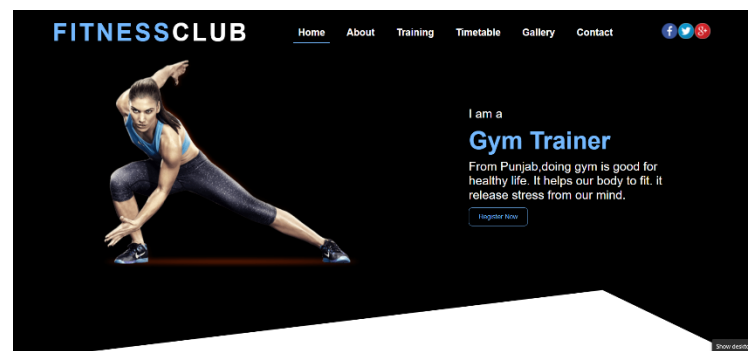 FITNESSCLUB
Home About Training Timetable Gallery Contact
I am a
Gym Trainer
From Punjab,doing gym is good for
healthy life. It helps our body to fit. it
release stress from our mind.
Register Now